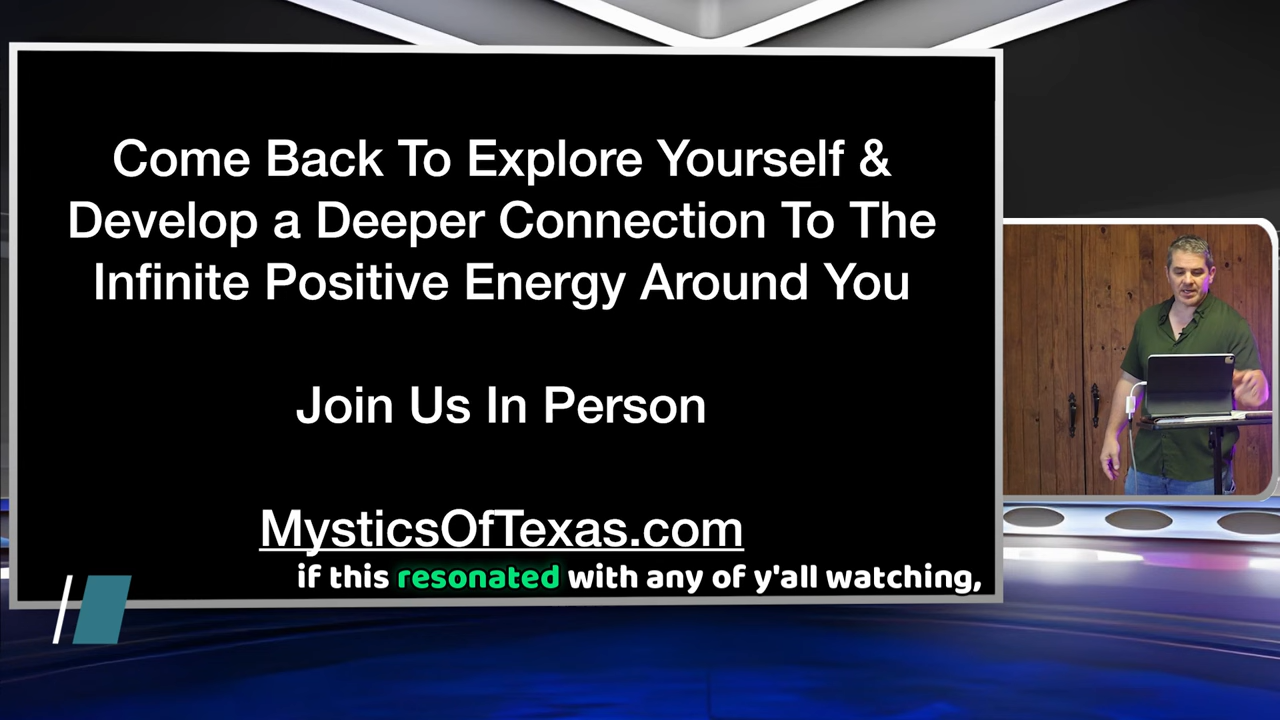 Come Back To Explore Yourself &
Develop a Deeper Connection To The
Infinite Positive Energy Around You
Join Us In Person
MysticsOfTexas.com
if this resonated with any of y'all watching,